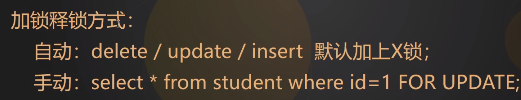 加锁释锁方式：
自动：delete / update / insert 默认加上X锁；
手动：select * from student where id=1 FOR UPDATE;